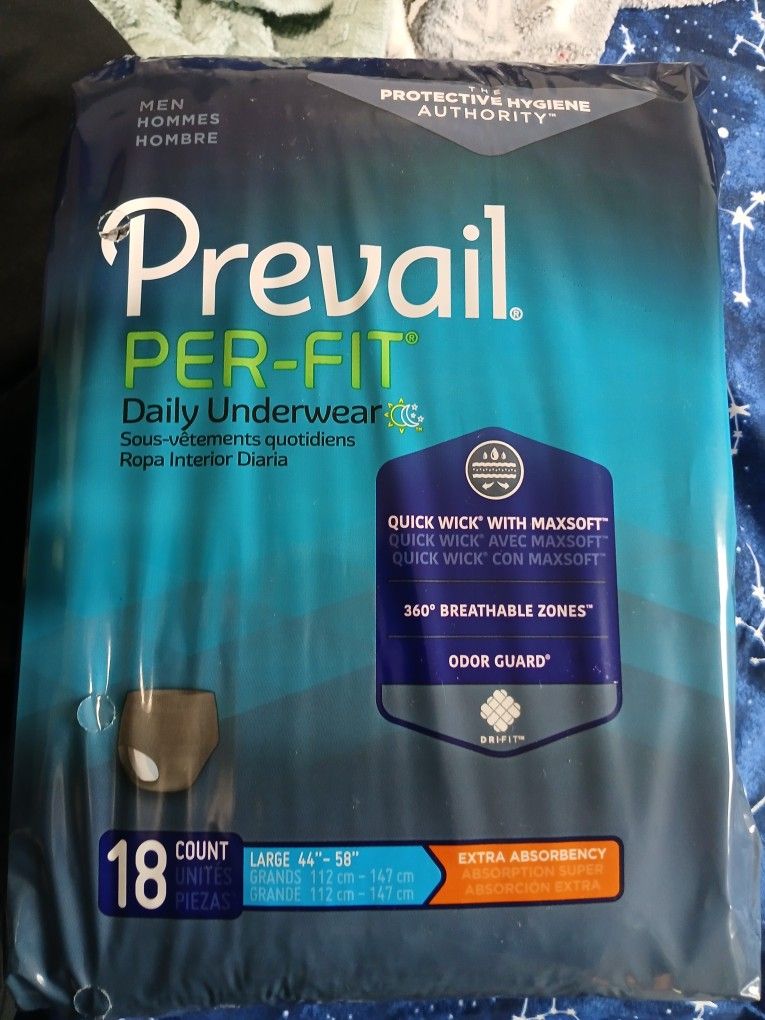 MEN
HOMMES
HOMBRE
THE
PROTECTIVE HYGIENE
AUTHORITY™
Prevail®
PER-FIT®
Daily Underwear™
Sous-vêtements quotidiens
Ropa Interior Diaria
QUICK WICK® WITH MAXSOFT™
QUICK WICK® AVEC MAXSOFT™
QUICK WICK® CON MAXSOFT™
360° BREATHABLE ZONES™
ODOR GUARD®
DRI-FIT™
18 COUNT
UNITÉS
PIEZAS
LARGE 44"- 58"
GRANDS 112 cm - 147 cm
GRANDE 112 cm - 147 cm
EXTRA ABSORBENCY
ABSORPTION SUPER
ABSORCIÓN EXTRA